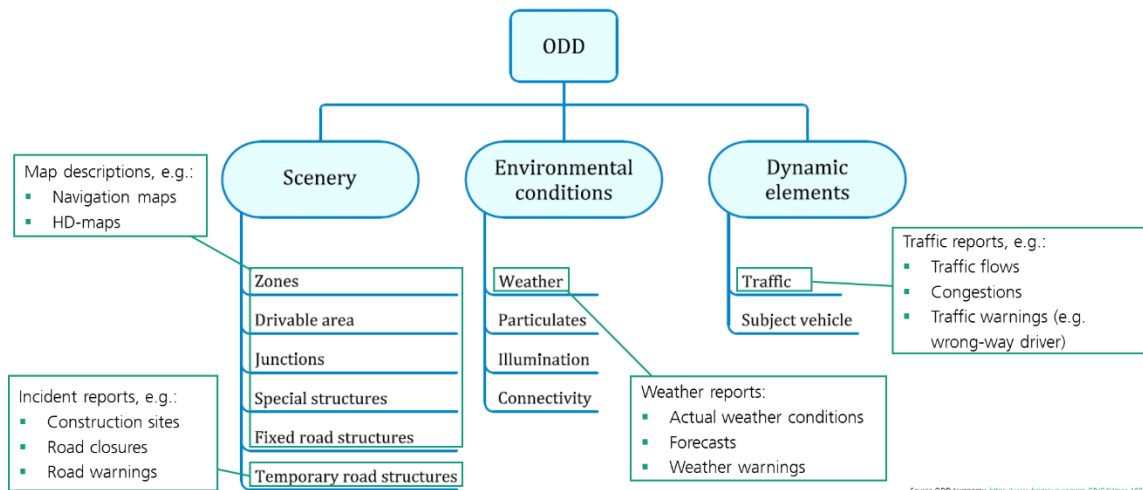 ODD
Scenery
Environmental
conditions
Dynamic
elements
Map descriptions, e.g.:
▪ Navigation maps
▪ HD-maps
Zones
Drivable area
Junctions
Special structures
Fixed road structures
Temporary road structures
Incident reports, e.g.:
▪ Construction sites
▪ Road closures
▪ Road warnings
Weather
Particulates
Illumination
Connectivity
Weather reports:
▪ Actual weather conditions
▪ Forecasts
▪ Weather warnings
Traffic
Subject vehicle
Traffic reports, e.g.:
▪ Traffic flows
▪ Congestions
▪ Traffic warnings (e.g.
wrong-way driver)